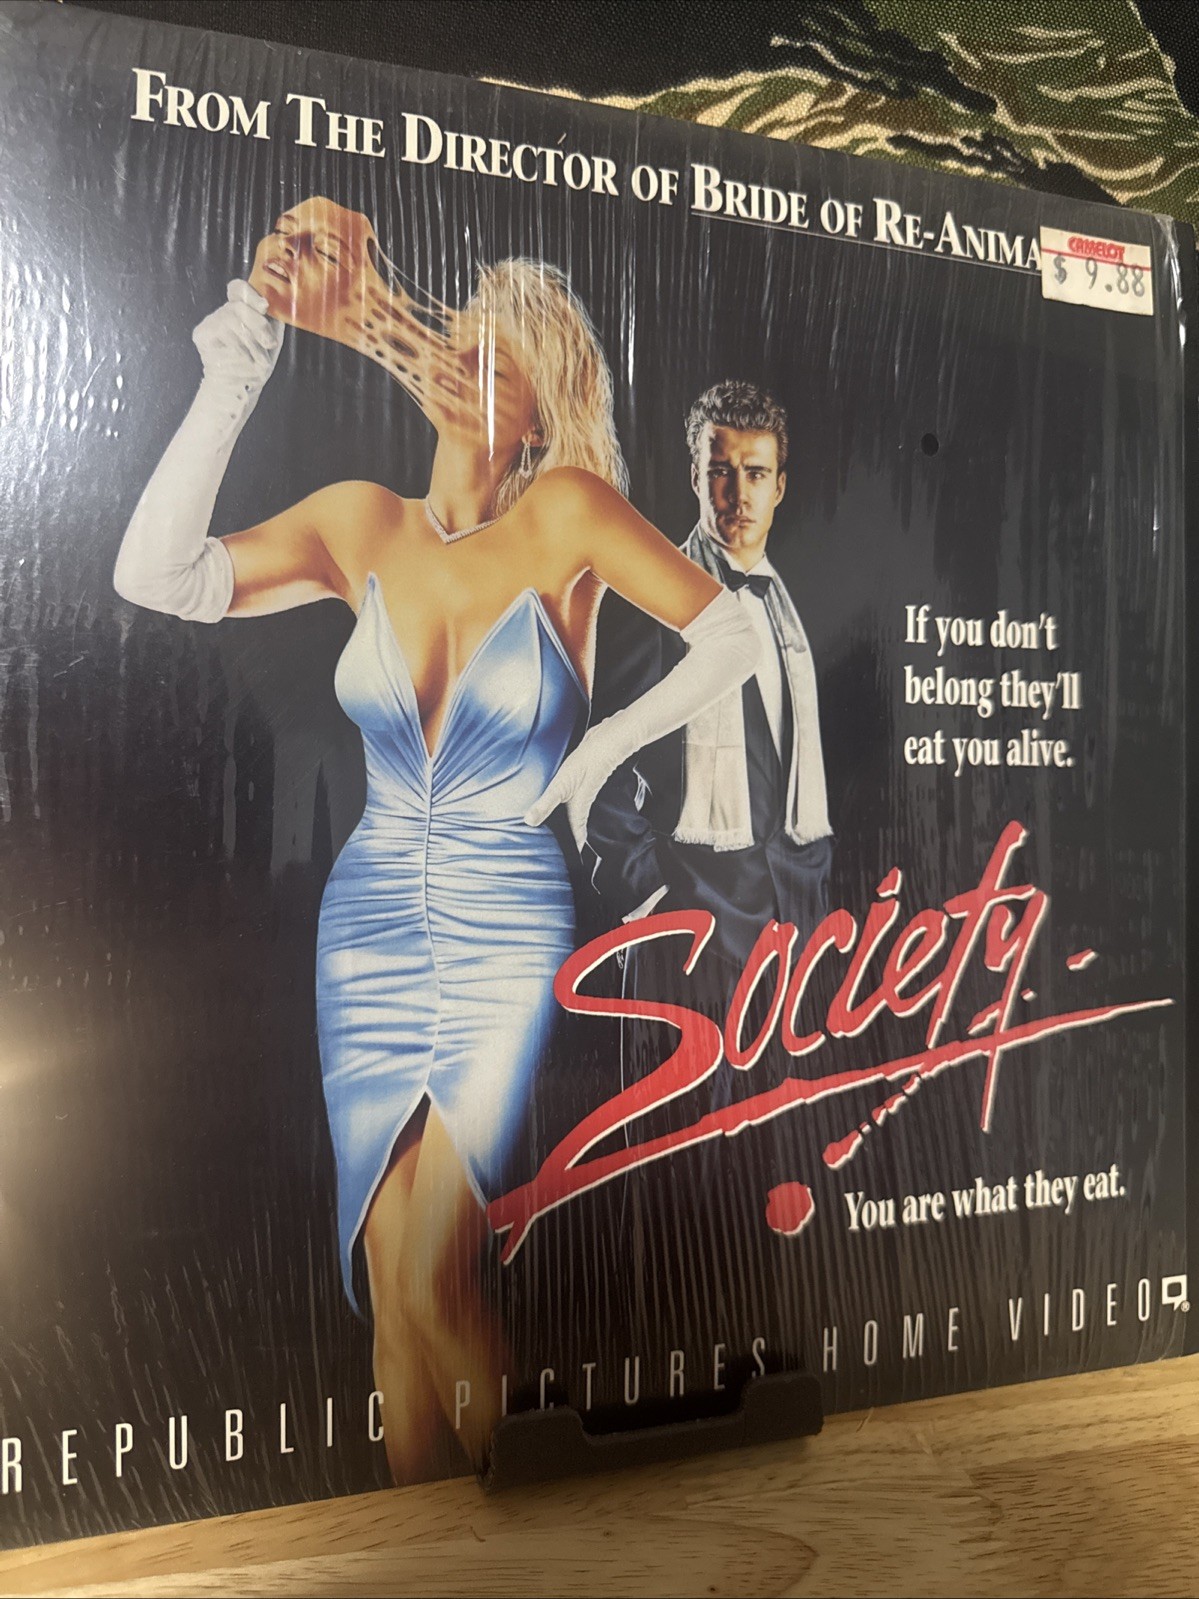 FROM THE DIRECTOR OF BRIDE OF RE-ANIMA
CAMELOT
$ 9.88
If you don't
belong they'll
eat you alive.
Society
You are what they eat.
REPUBLIC PICTURES HOME VIDEO ®